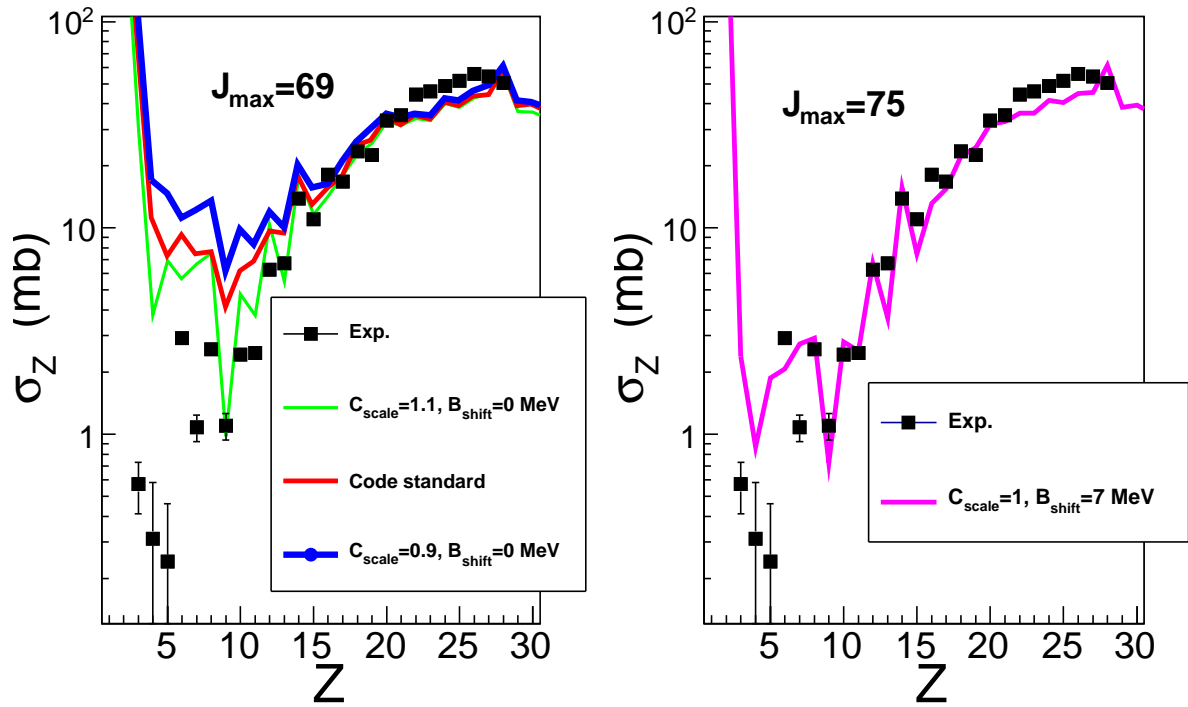 10²
10
1
σ_Z (mb)
J_max=69
Exp.
C_scale=1.1, B_shift=0 MeV
Code standard
C_scale=0.9, B_shift=0 MeV
5 10 15 20 25 30
Z
10²
10
1
σ_Z (mb)
J_max=75
Exp.
C_scale=1, B_shift=7 MeV
5 10 15 20 25 30
Z